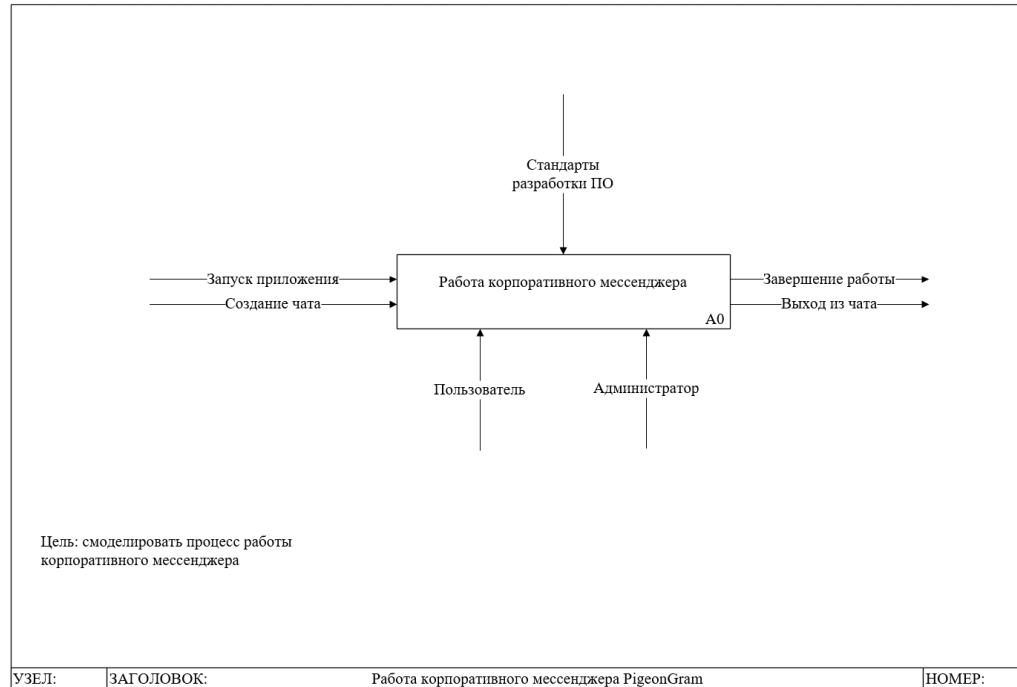 Стандарты
разработки ПО
Запуск приложения
Работа корпоративного мессенджера
Завершение работы
Создание чата
Выход из чата
A0
Пользователь
Администратор
Цель: смоделировать процесс работы
корпоративного мессенджера
УЗЕЛ:
ЗАГОЛОВОК:
Работа корпоративного мессенджера PigeonGram
НОМЕР: